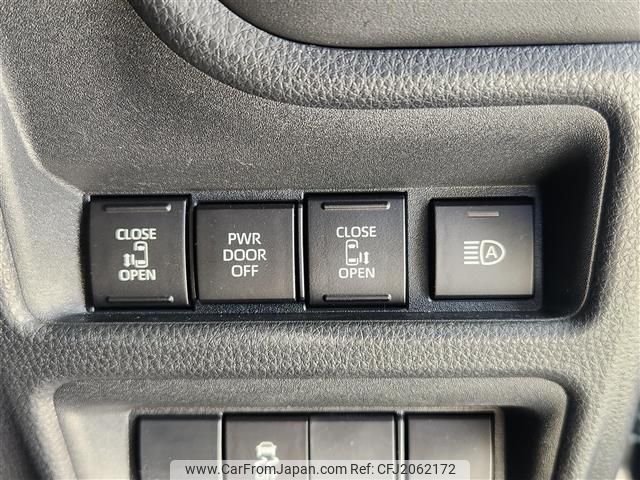 CLOSE
OPEN
PWR
DOOR
OFF
CLOSE
OPEN
A
www.CarFromJapan.com Ref: CFJ2062172